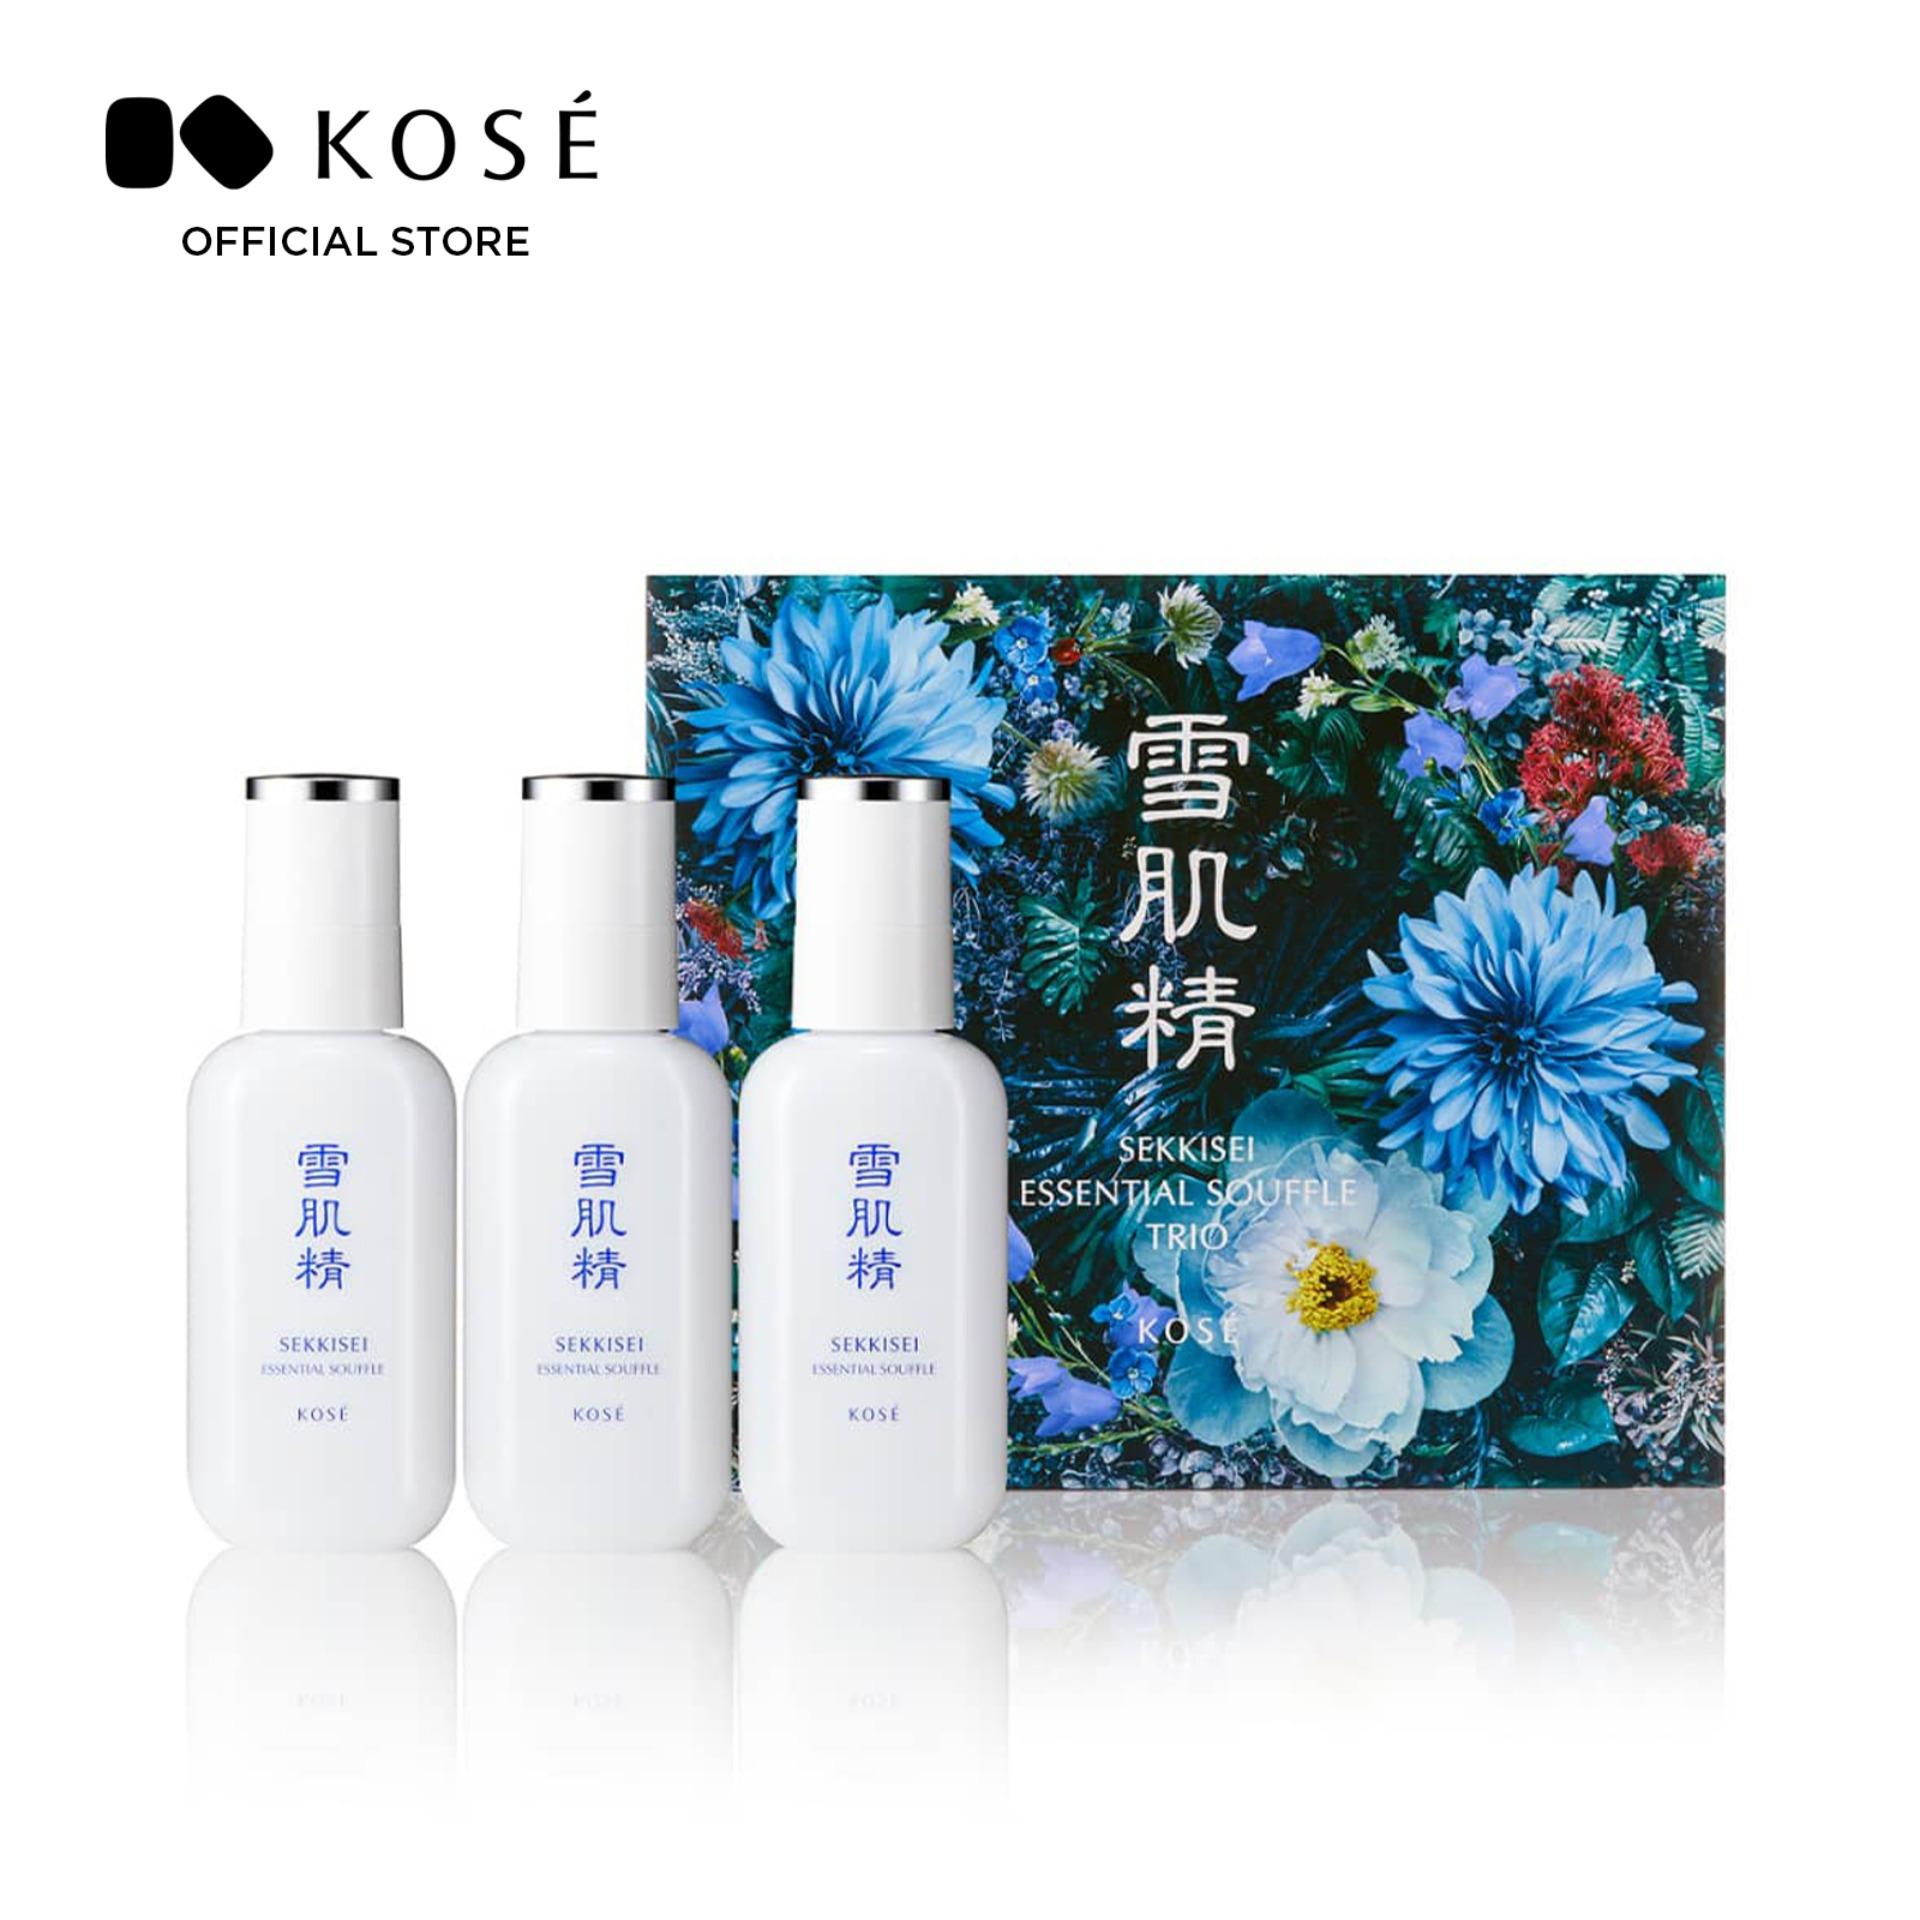 KOSÉ
OFFICIAL STORE
雪肌精
SEKKISEI
ESSENTIAL SOUFFLE
TRIO
KOSÉ
雪肌精
SEKKISEI
ESSENTIAL SOUFFLE
KOSÉ
雪肌精
SEKKISEI
ESSENTIAL SOUFFLE
KOSÉ
雪肌精
SEKKISEI
ESSENTIAL SOUFFLE
KOSÉ